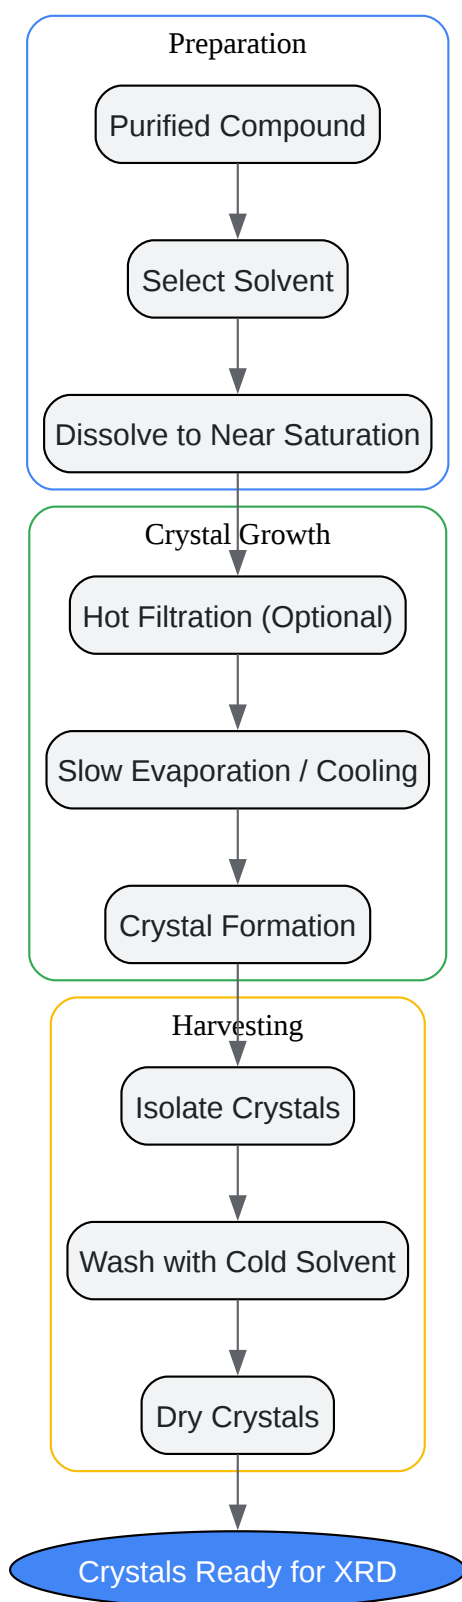 Preparation
Purified Compound
Select Solvent
Dissolve to Near Saturation
Crystal Growth
Hot Filtration (Optional)
Slow Evaporation / Cooling
Crystal Formation
Harvesting
Isolate Crystals
Wash with Cold Solvent
Dry Crystals
Crystals Ready for XRD